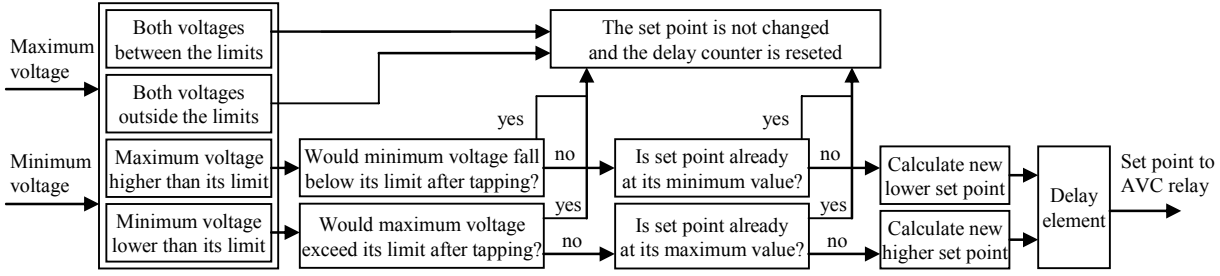 Maximum
voltage
Minimum
voltage
Both voltages
between the limits
Both voltages
outside the limits
Maximum voltage
higher than its limit
Minimum voltage
lower than its limit
The set point is not changed
and the delay counter is reseted
Would minimum voltage fall
below its limit after tapping?
yes
no
Would maximum voltage
exceed its limit after tapping?
yes
no
Is set point already
at its minimum value?
yes
no
Is set point already
at its maximum value?
yes
no
Calculate new
lower set point
Calculate new
higher set point
Delay
element
Set point to
AVC relay